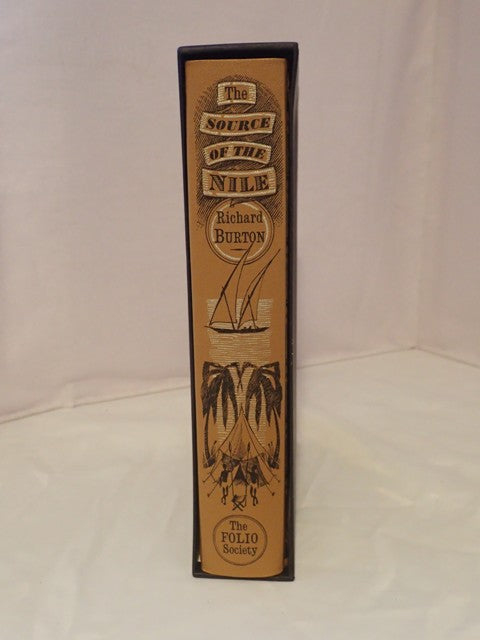 The
SOURCE
OF THE
NILE
Richard
BURTON
The
FOLIO
Society